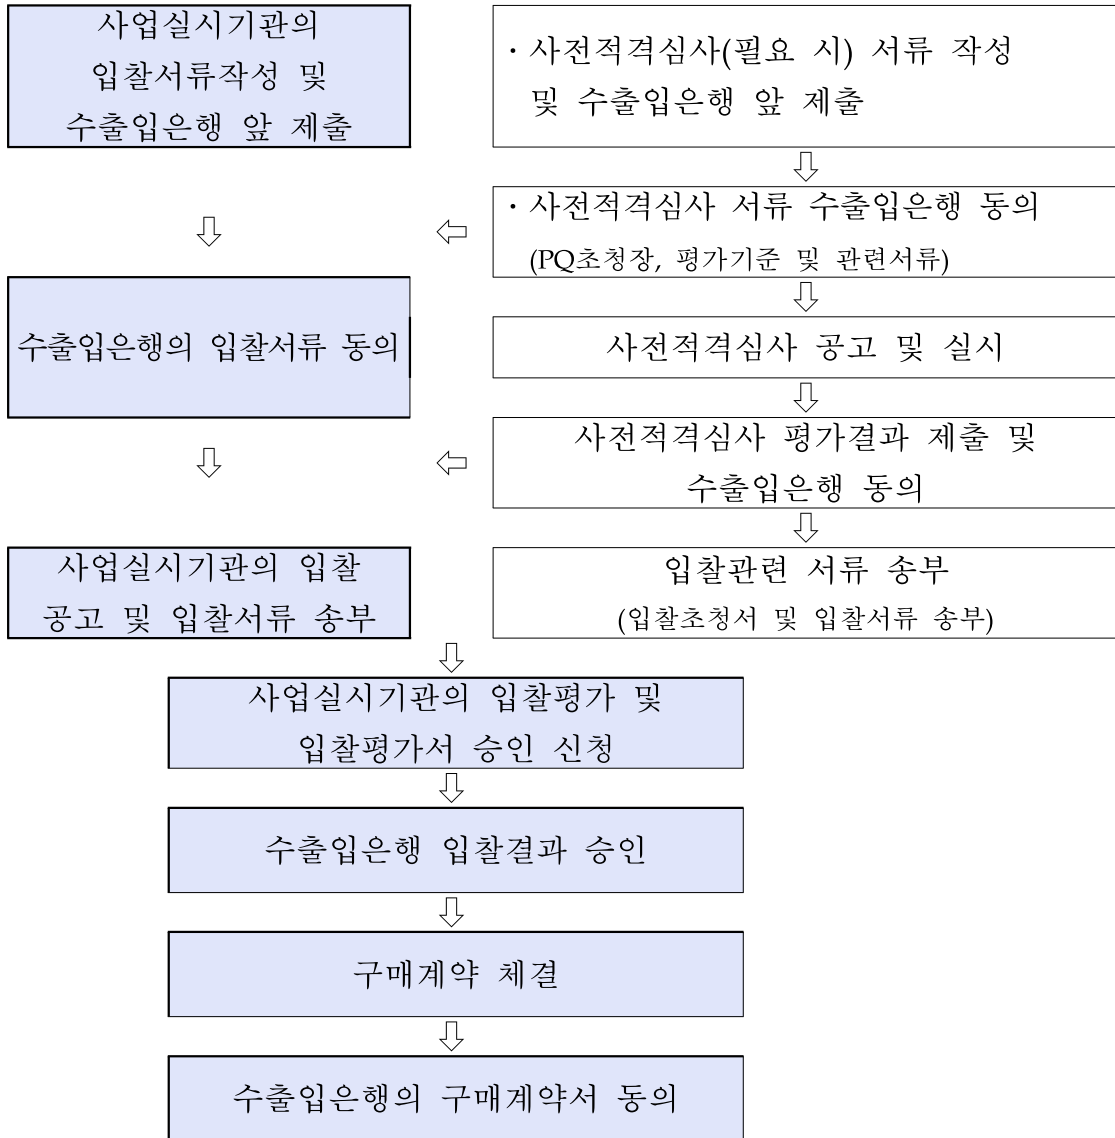 사업실시기관의
입찰서류작성 및
수출입은행 앞 제출
· 사전적격심사(필요 시) 서류 작성
및 수출입은행 앞 제출
· 사전적격심사 서류 수출입은행 동의
(PQ초청장, 평가기준 및 관련서류)
수출입은행의 입찰서류 동의
사전적격심사 공고 및 실시
사전적격심사 평가결과 제출 및
수출입은행 동의
사업실시기관의 입찰
공고 및 입찰서류 송부
입찰관련 서류 송부
(입찰초청서 및 입찰서류 송부)
사업실시기관의 입찰평가 및
입찰평가서 승인 신청
수출입은행 입찰결과 승인
구매계약 체결
수출입은행의 구매계약서 동의